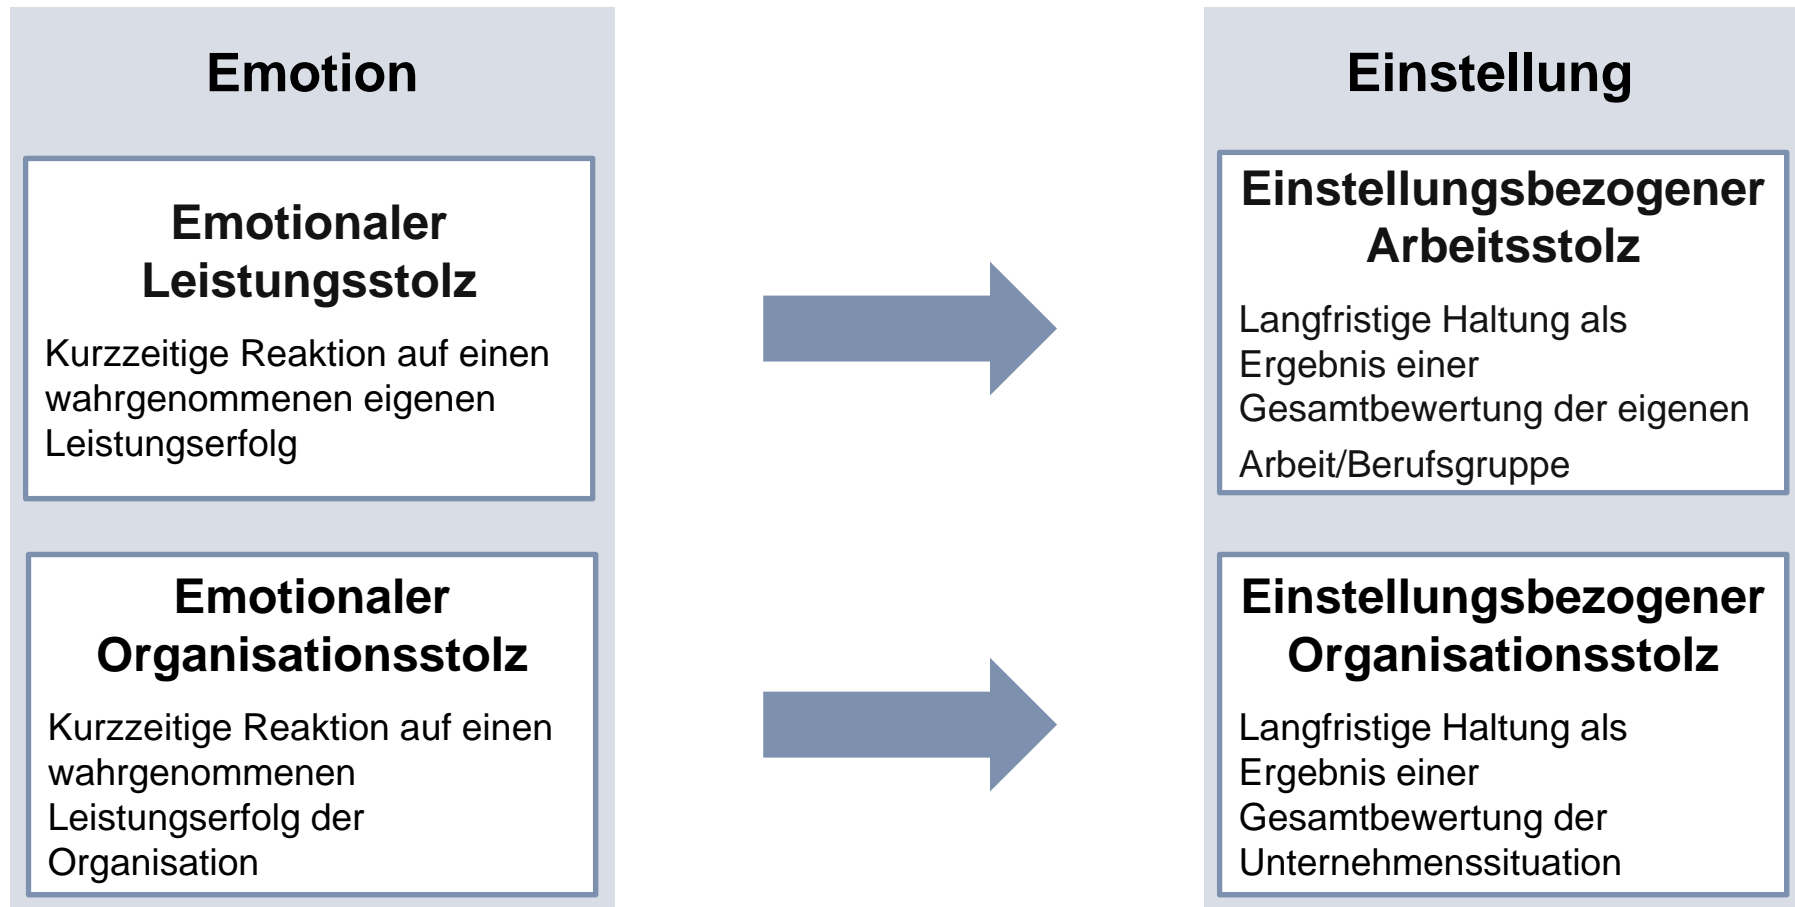 Emotion
Emotionaler
Leistungsstolz
Kurzzeitige Reaktion auf einen
wahrgenommenen eigenen
Leistungserfolg
Emotionaler
Organisationsstolz
Kurzzeitige Reaktion auf einen
wahrgenommenen
Leistungserfolg der
Organisation
Einstellung
Einstellungsbezogener
Arbeitsstolz
Langfristige Haltung als
Ergebnis einer
Gesamtbewertung der eigenen
Arbeit/Berufsgruppe
Einstellungsbezogener
Organisationsstolz
Langfristige Haltung als
Ergebnis einer
Gesamtbewertung der
Unternehmenssituation